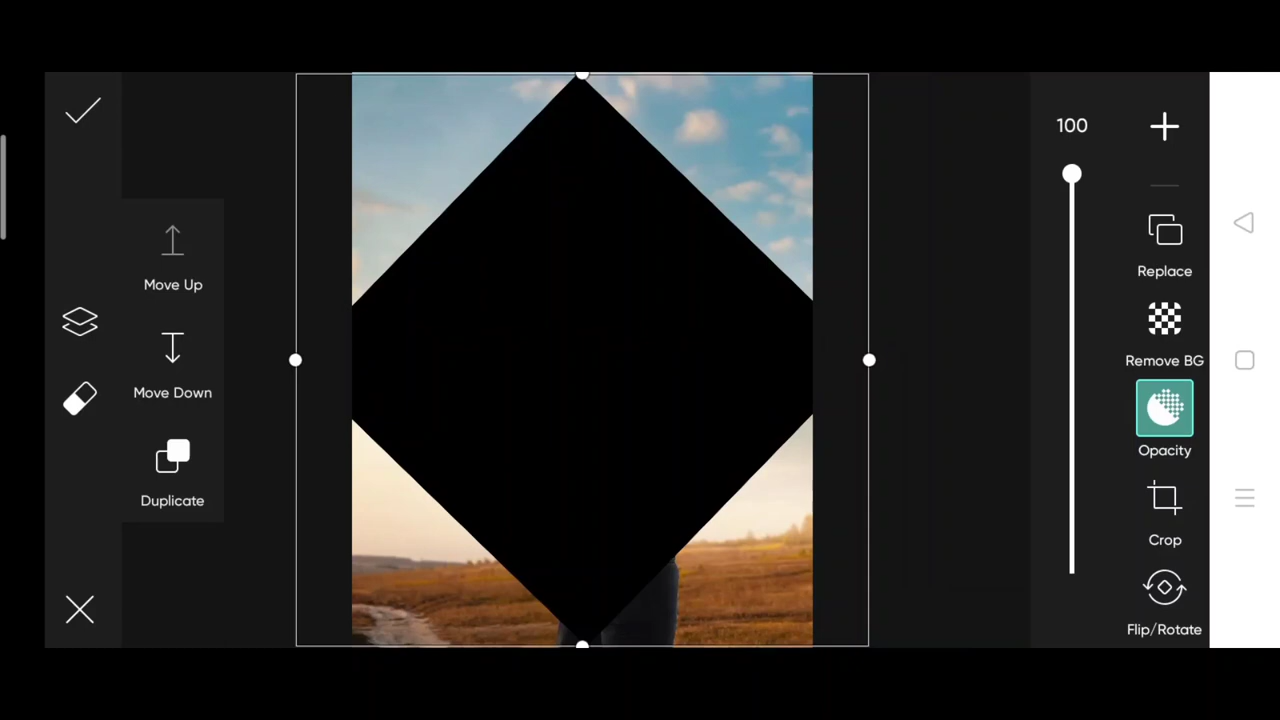 Move Up
Move Down
Duplicate
100
Replace
Remove BG
Opacity
Crop
Flip/Rotate